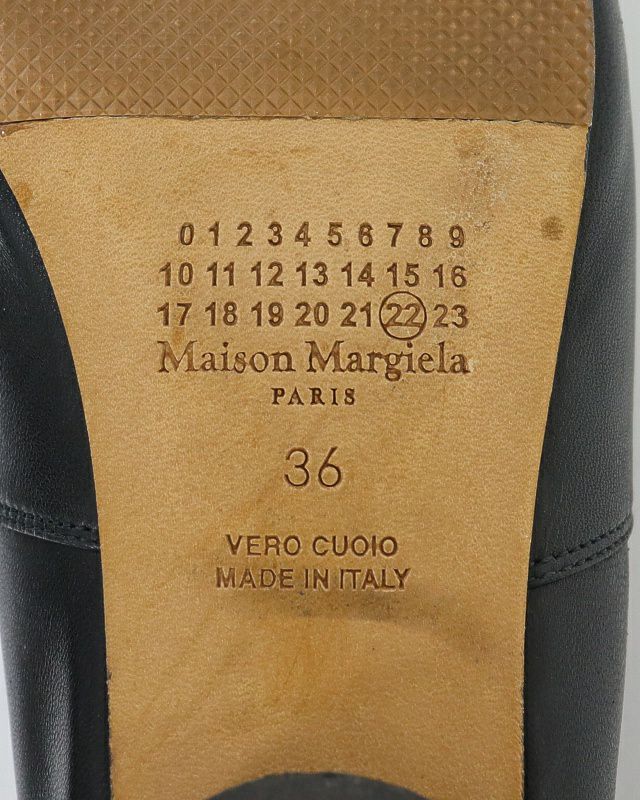 0 1 2 3 4 5 6 7 8 9
10 11 12 13 14 15 16
17 18 19 20 21 22 23
Maison Margiela
PARIS
36
VERO CUOIO
MADE IN ITALY